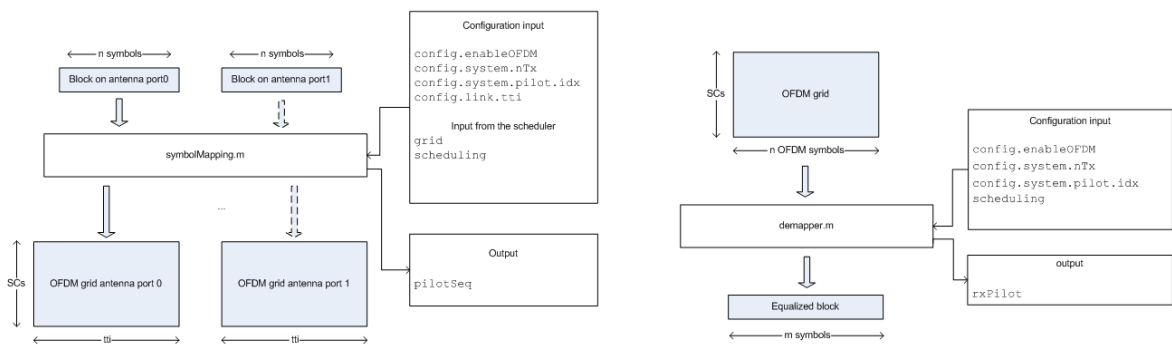 n symbols
n symbols
Block on antenna port0
Block on antenna port1
symbolMapping.m
...
SCs
OFDM grid antenna port 0
OFDM grid antenna port 1
tti
tti
Configuration input
config.enableOFDM
config.system.nTx
config.system.pilot.idx
config.link.tti
Input from the scheduler
grid
scheduling
Output
pilotSeq
SCs
OFDM grid
n OFDM symbols
demapper.m
Equalized block
m symbols
Configuration input
config.enableOFDM
config.system.nTx
config.system.pilot.idx
scheduling
output
rxPilot